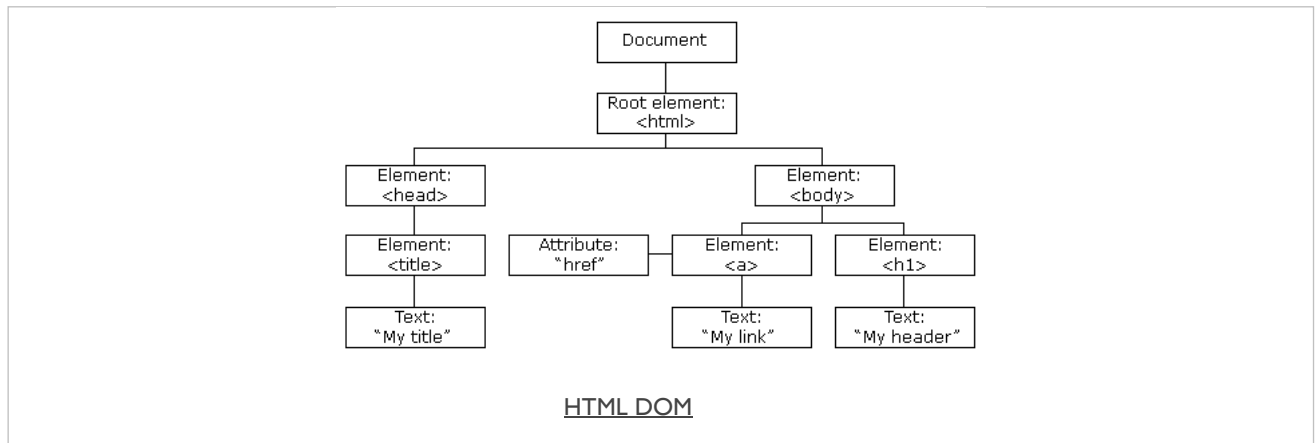 Document
Root element:
<html>
Element:
<head>
Element:
<body>
Element:
<title>
Attribute:
“href”
Element:
<a>
Element:
<h1>
Text:
“My title”
Text:
“My link”
Text:
“My header”
HTML DOM